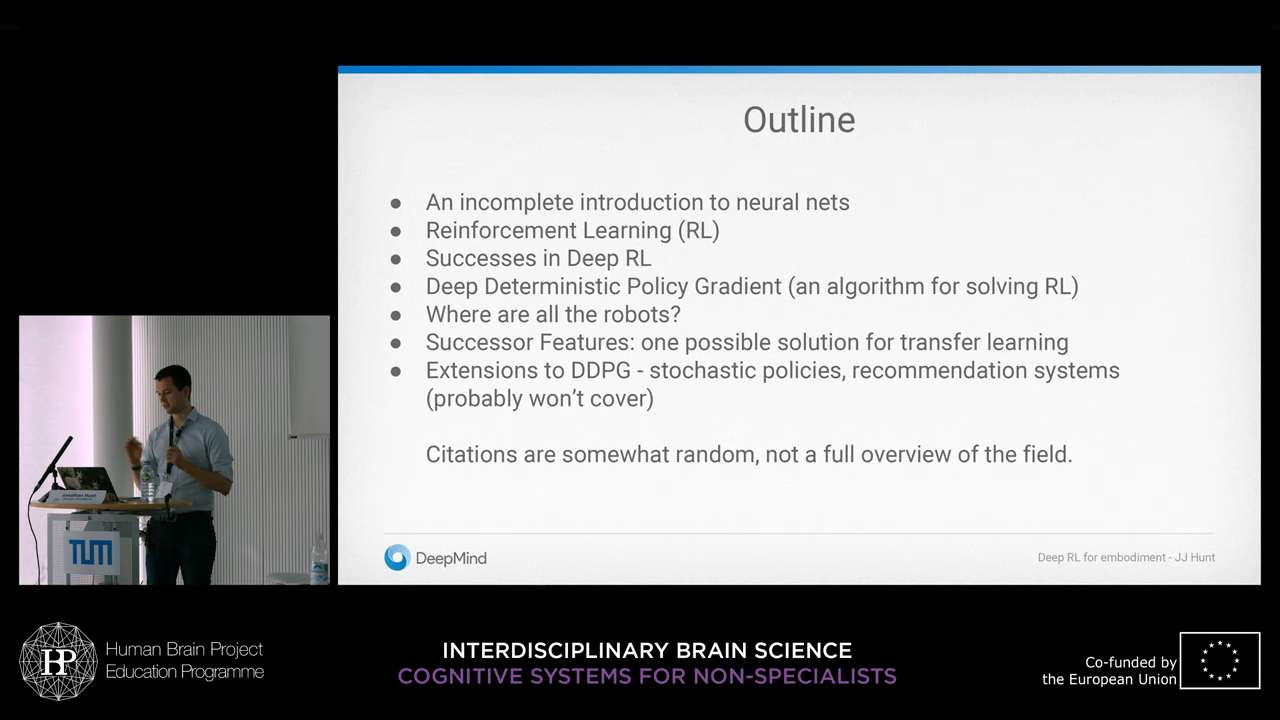 Outline
● An incomplete introduction to neural nets
● Reinforcement Learning (RL)
● Successes in Deep RL
● Deep Deterministic Policy Gradient (an algorithm for solving RL)
● Where are all the robots?
● Successor Features: one possible solution for transfer learning
● Extensions to DDPG - stochastic policies, recommendation systems
(probably won't cover)
Citations are somewhat random, not a full overview of the field.
DeepMind
Deep RL for embodiment - JJ Hunt
Jonathan Hunt
TUM
HP
Human Brain Project
Education Programme
INTERDISCIPLINARY BRAIN SCIENCE
COGNITIVE SYSTEMS FOR NON-SPECIALISTS
Co-funded by
the European Union